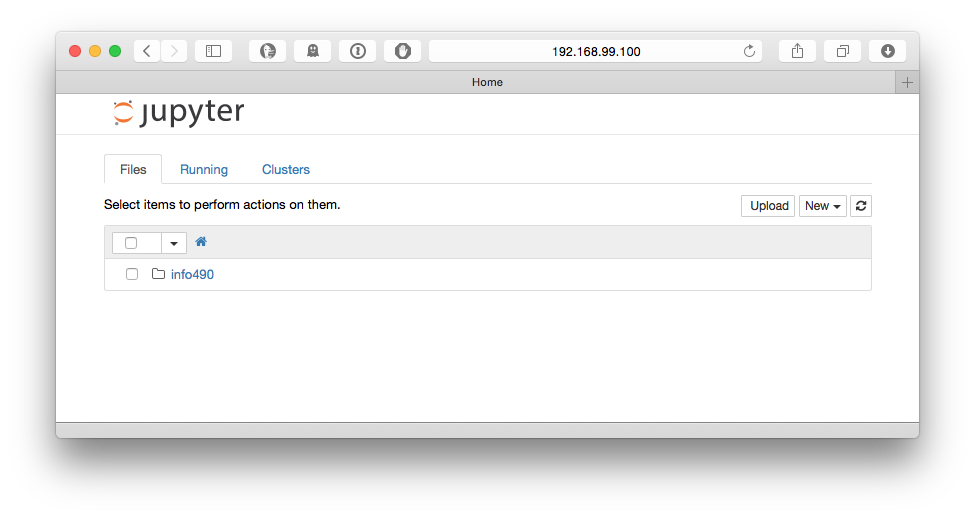 192.168.99.100
Home
jupyter
Files Running Clusters
Select items to perform actions on them. Upload New
info490